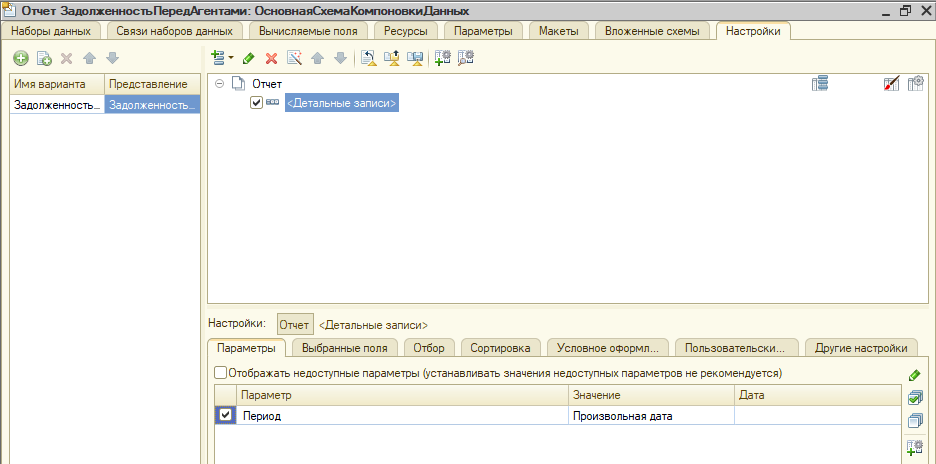 Отчет ЗадолженностьПередАгентами: ОсновнаяСхемаКомпоновкиДанных
Наборы данных Связи наборов данных Вычисляемые поля Ресурсы Параметры Макеты Вложенные схемы Настройки
Имя варианта Представление
Задолженность... Задолженность...
Отчет
<Детальные записи>
Настройки: Отчет <Детальные записи>
Параметры Выбранные поля Отбор Сортировка Условное оформл... Пользовательски... Другие настройки
Отображать недоступные параметры (устанавливать значения недоступных параметров не рекомендуется)
Параметр Значение Дата
Период Произвольная дата